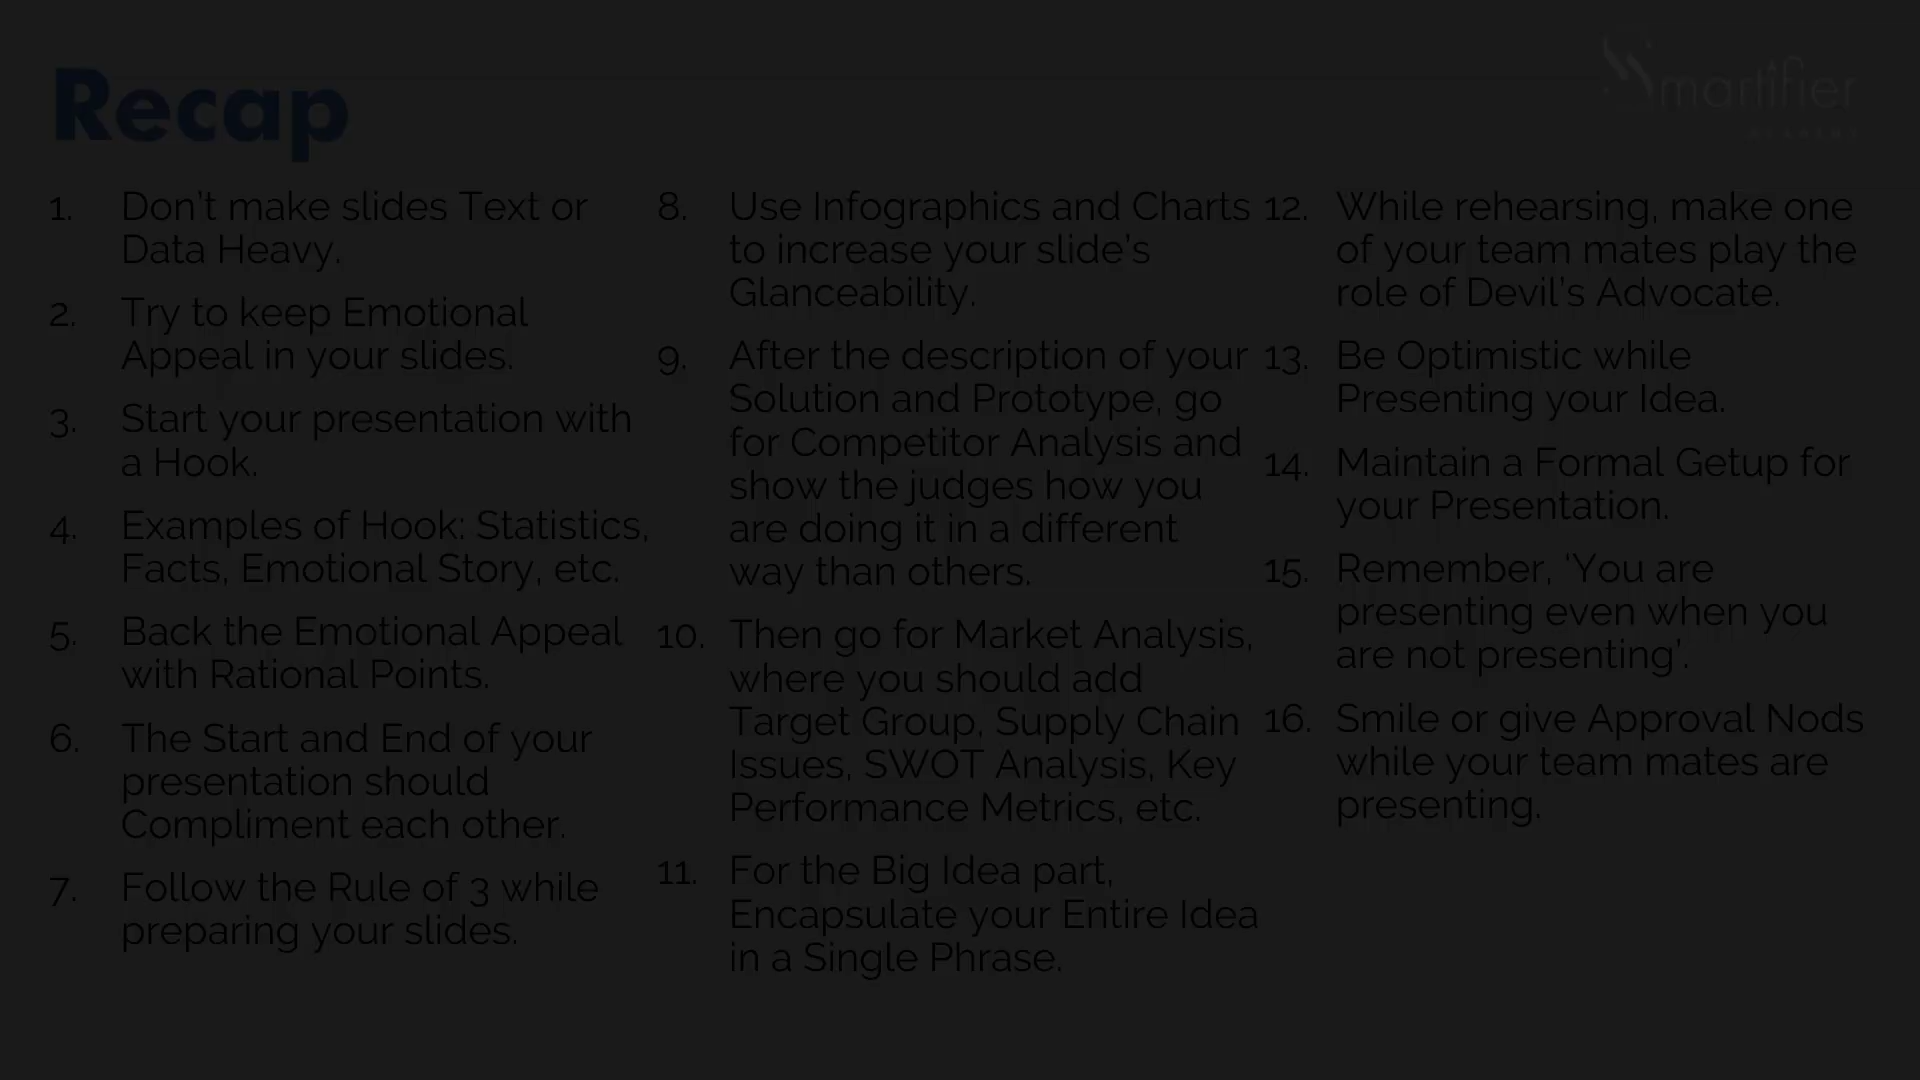 Recap
martifier
1. Don't make slides Text or
Data Heavy.
2. Try to keep Emotional
Appeal in your slides.
3. Start your presentation with
a Hook.
4. Examples of Hook: Statistics,
Facts, Emotional Story, etc.
5. Back the Emotional Appeal
with Rational Points.
6. The Start and End of your
presentation should
Compliment each other.
7. Follow the Rule of 3 while
preparing your slides.
8. Use Infographics and Charts
to increase your slide's
Glanceability.
9. After the description of your
Solution and Prototype, go
for Competitor Analysis and
show the judges how you
are doing it in a different
way than others.
10. Then go for Market Analysis,
where you should add
Target Group, Supply Chain
Issues, SWOT Analysis, Key
Performance Metrics, etc.
11. For the Big Idea part,
Encapsulate your Entire Idea
in a Single Phrase.
12. While rehearsing, make one
of your team mates play the
role of Devil's Advocate.
13. Be Optimistic while
Presenting your Idea.
14. Maintain a Formal Getup for
your Presentation.
15. Remember, ‘You are
presenting even when you
are not presenting’.
16. Smile or give Approval Nods
while your team mates are
presenting.